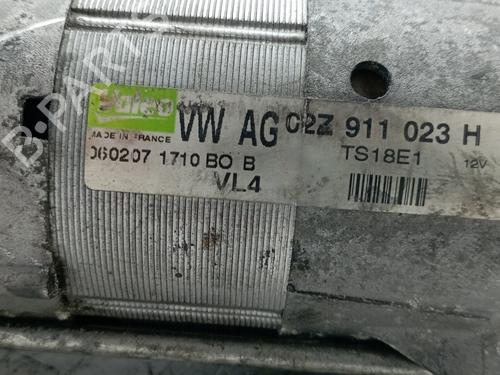 Valeo
MADE IN FRANCE
VW AG 02Z 911 023 H
060207 1710 BO B
TS18E1 12V
VL4
B-PARTS